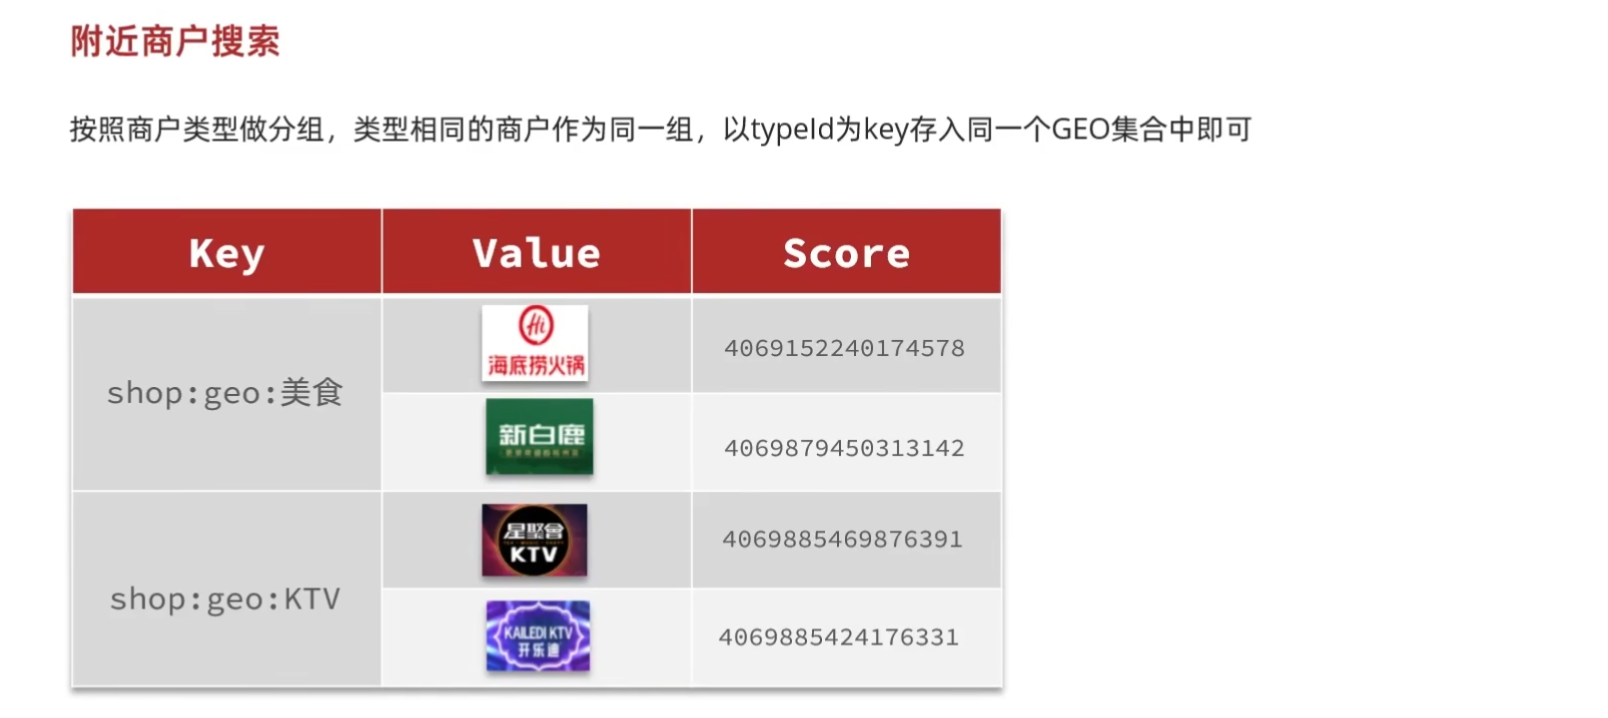 附近商户搜索
按照商户类型做分组，类型相同的商户作为同一组，以typeId为key存入同一个GEO集合中即可
Key Value Score
shop:geo:美食
Hi
海底捞火锅
4069152240174578
新白鹿
4069879450313142
shop:geo:KTV
星聚會
KTV
4069885469876391
KAILEDI KTV
开乐迪
4069885424176331